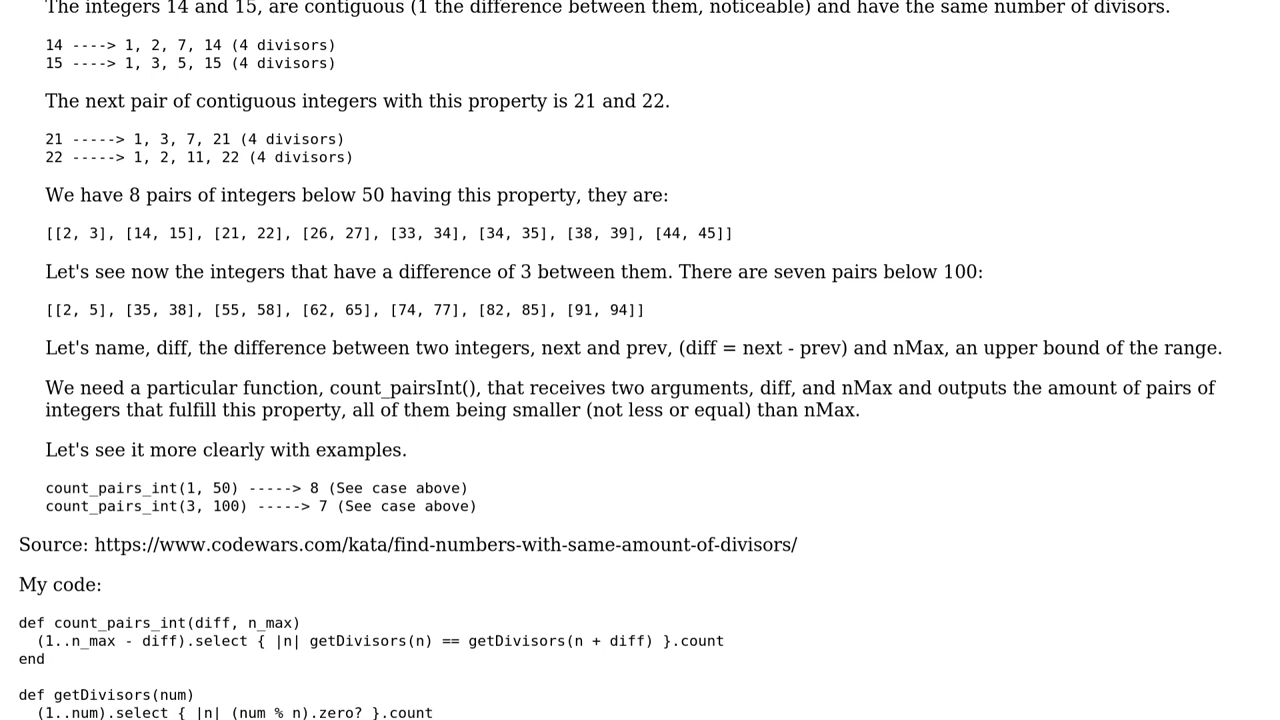 The integers 14 and 15, are contiguous (1 the difference between them, noticeable) and have the same number of divisors.
14 ----> 1, 2, 7, 14 (4 divisors)
15 ----> 1, 3, 5, 15 (4 divisors)
The next pair of contiguous integers with this property is 21 and 22.
21 -----> 1, 3, 7, 21 (4 divisors)
22 -----> 1, 2, 11, 22 (4 divisors)
We have 8 pairs of integers below 50 having this property, they are:
[[2, 3], [14, 15], [21, 22], [26, 27], [33, 34], [34, 35], [38, 39], [44, 45]]
Let's see now the integers that have a difference of 3 between them. There are seven pairs below 100:
[[2, 5], [35, 38], [55, 58], [62, 65], [74, 77], [82, 85], [91, 94]]
Let's name, diff, the difference between two integers, next and prev, (diff = next - prev) and nMax, an upper bound of the range.
We need a particular function, count_pairsInt(), that receives two arguments, diff, and nMax and outputs the amount of pairs of
integers that fulfill this property, all of them being smaller (not less or equal) than nMax.
Let's see it more clearly with examples.
count_pairs_int(1, 50) -----> 8 (See case above)
count_pairs_int(3, 100) -----> 7 (See case above)
Source: https://www.codewars.com/kata/find-numbers-with-same-amount-of-divisors/
My code:
def count_pairs_int(diff, n_max)
  (1..n_max - diff).select { |n| getDivisors(n) == getDivisors(n + diff) }.count
end
def getDivisors(num)
  (1..num).select { |n| (num % n).zero? }.count